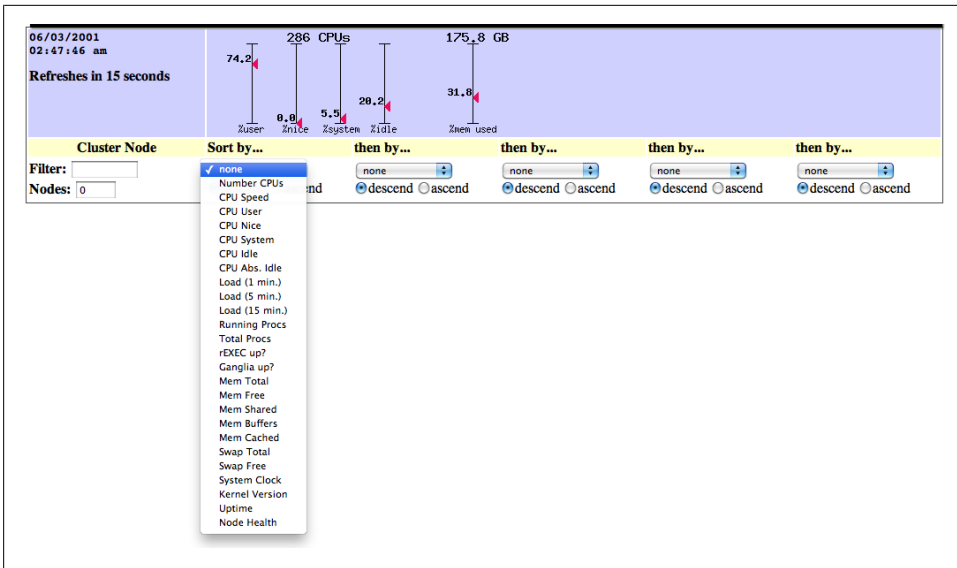 06/03/2001
02:47:46 am
Refreshes in 15 seconds
286 CPUs
175.8 GB
74.2
0.0
5.5
20.2
31.8
%user
%nice
%system
%idle
%mem used
Cluster Node
Sort by...
then by...
then by...
then by...
then by...
Filter:
Nodes: 0
none
none
none
none
descend ascend
descend ascend
descend ascend
descend ascend
✓ none
Number CPUs
CPU Speed
CPU User
CPU Nice
CPU System
CPU Idle
CPU Abs. Idle
Load (1 min.)
Load (5 min.)
Load (15 min.)
Running Procs
Total Procs
rEXEC up?
Ganglia up?
Mem Total
Mem Free
Mem Shared
Mem Buffers
Mem Cached
Swap Total
Swap Free
System Clock
Kernel Version
Uptime
Node Health